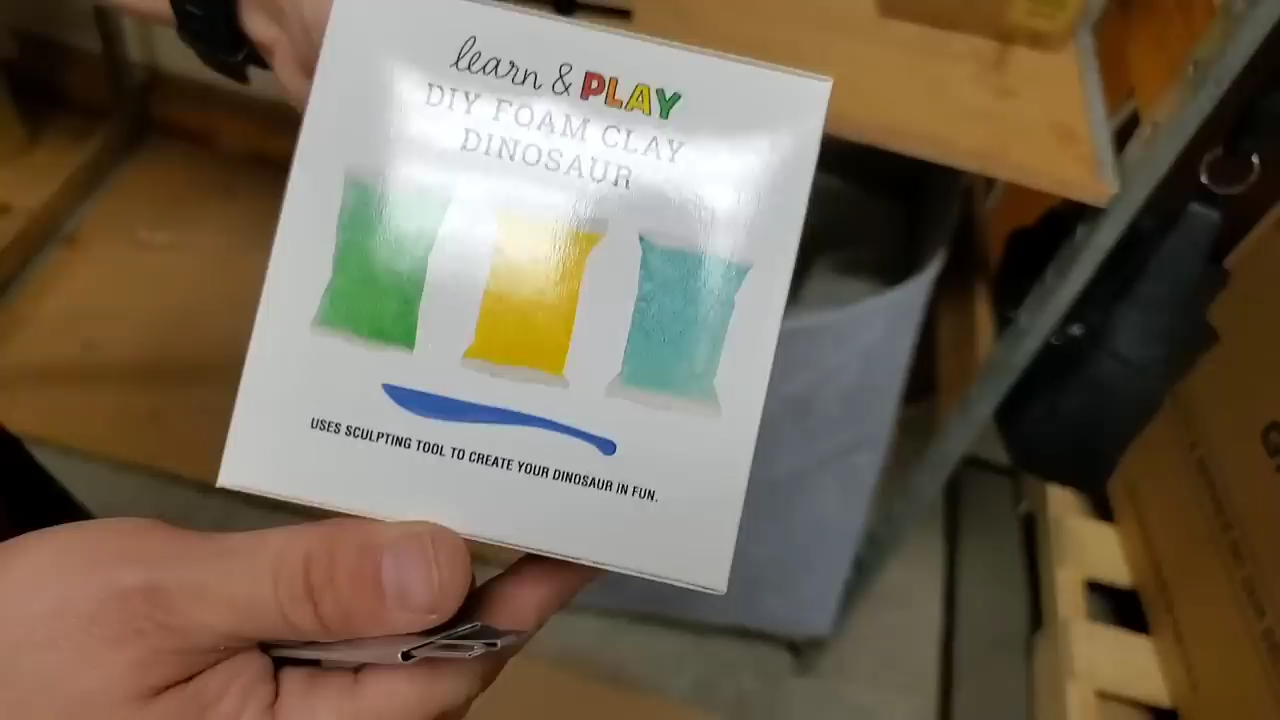 learn & PLAY
DIY FOAM CLAY
DINOSAUR
USES SCULPTING TOOL TO CREATE YOUR DINOSAUR IN FUN.